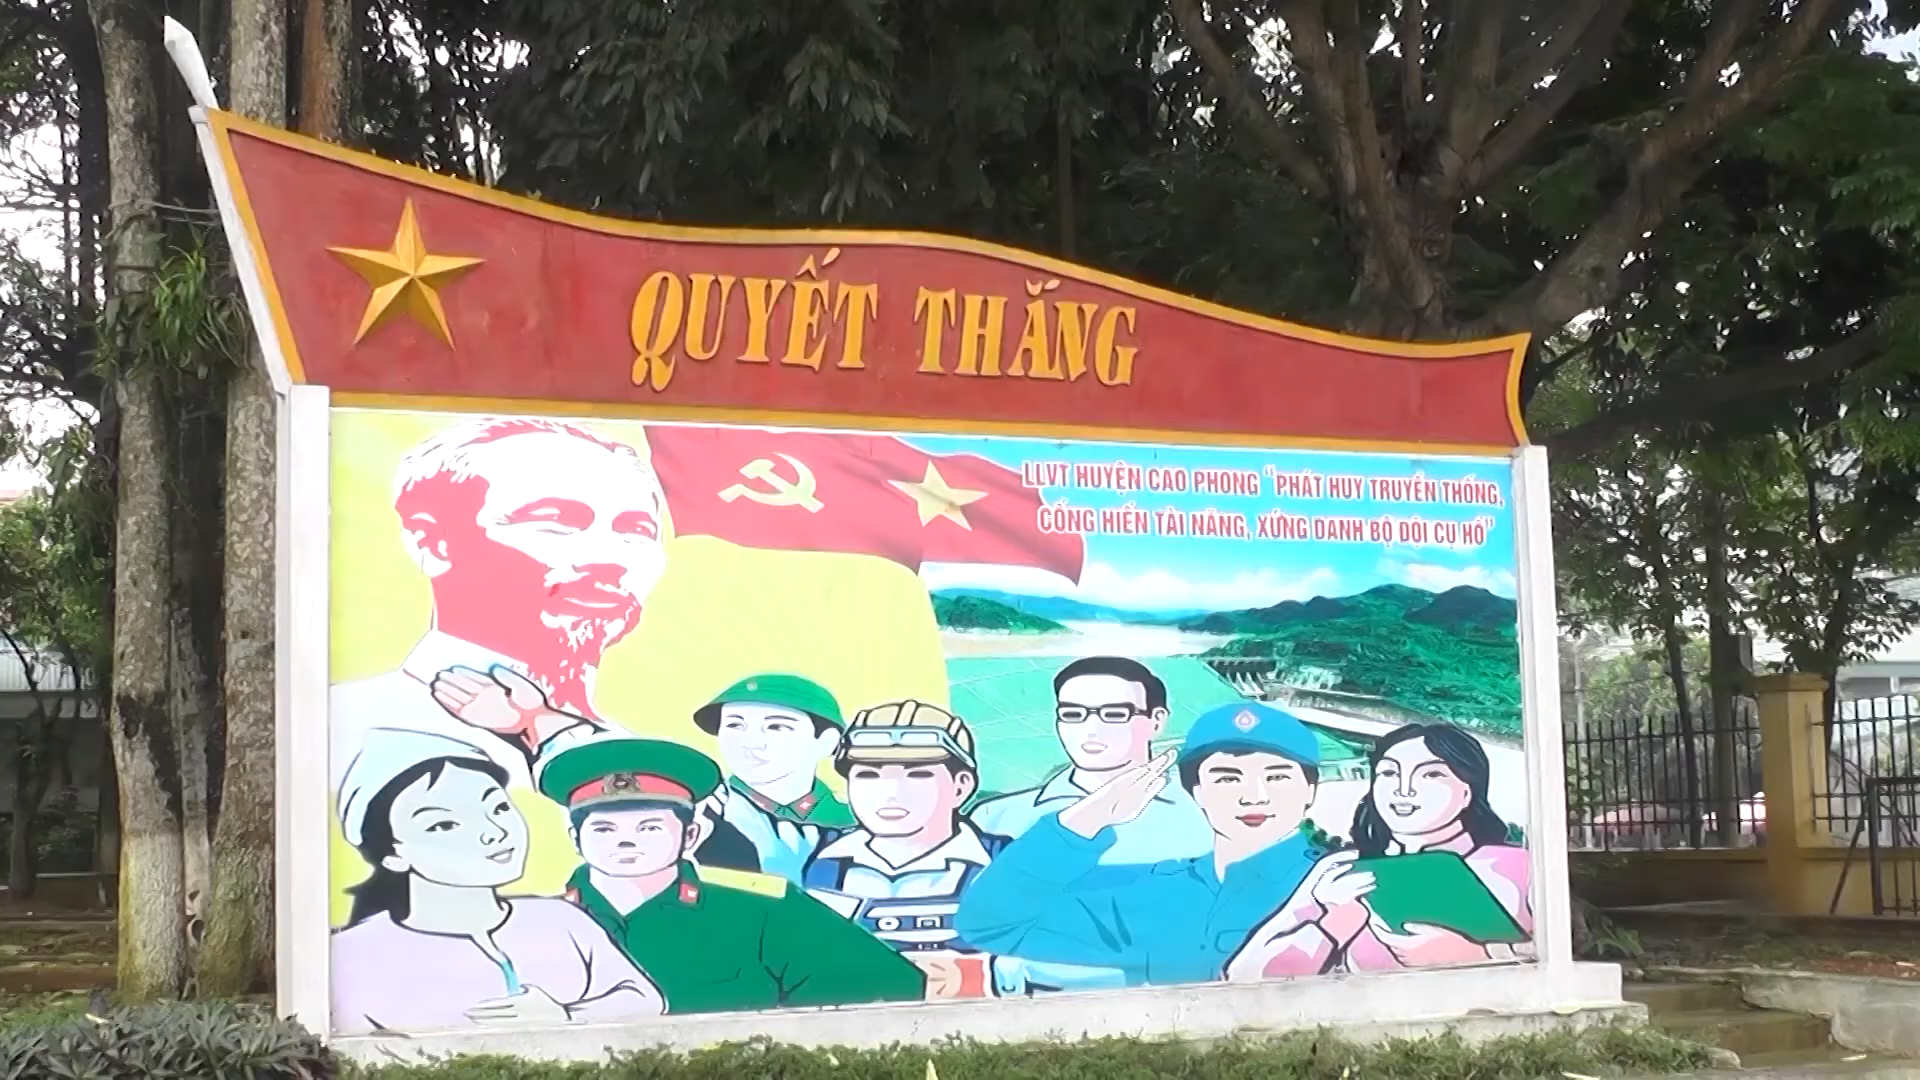 QUYẾT THẮNG
LLVT HUYỆN CAO PHONG "PHÁT HUY TRUYỀN THỐNG,
CỐNG HIẾN TÀI NĂNG, XỨNG DANH BỘ ĐỘI CỤ HỒ"